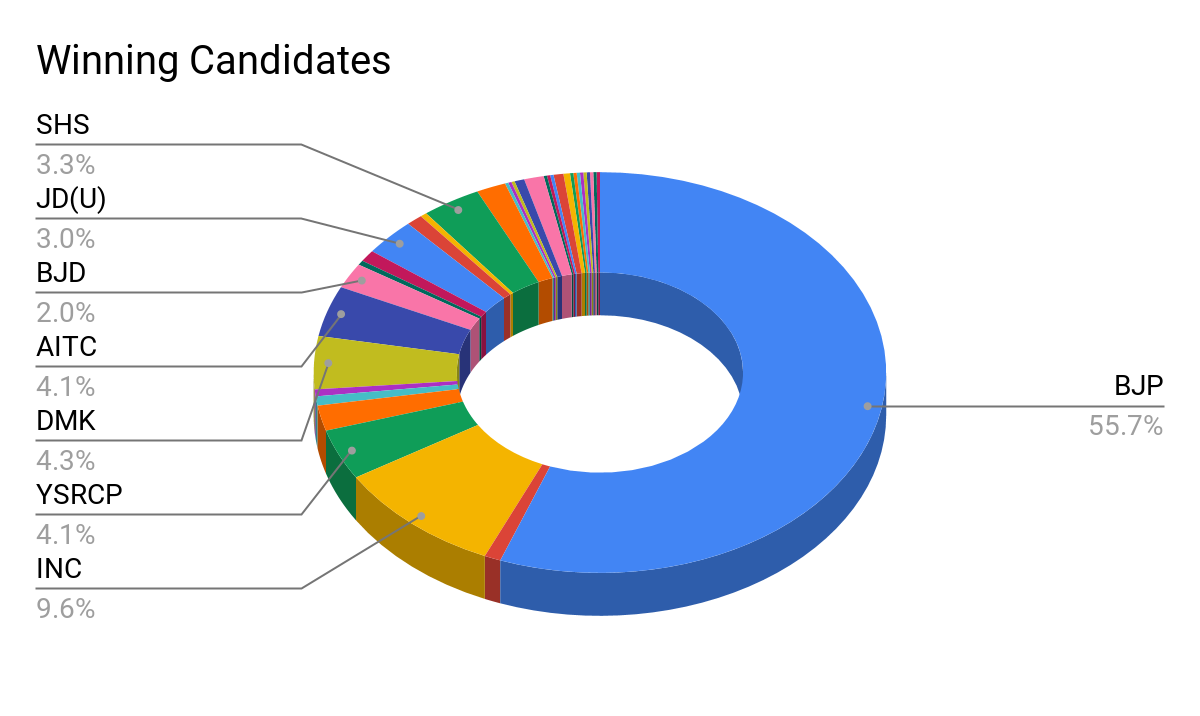 Winning Candidates
SHS
3.3%
JD(U)
3.0%
BJD
2.0%
AITC
4.1%
DMK
4.3%
YSRCP
4.1%
INC
9.6%
BJP
55.7%